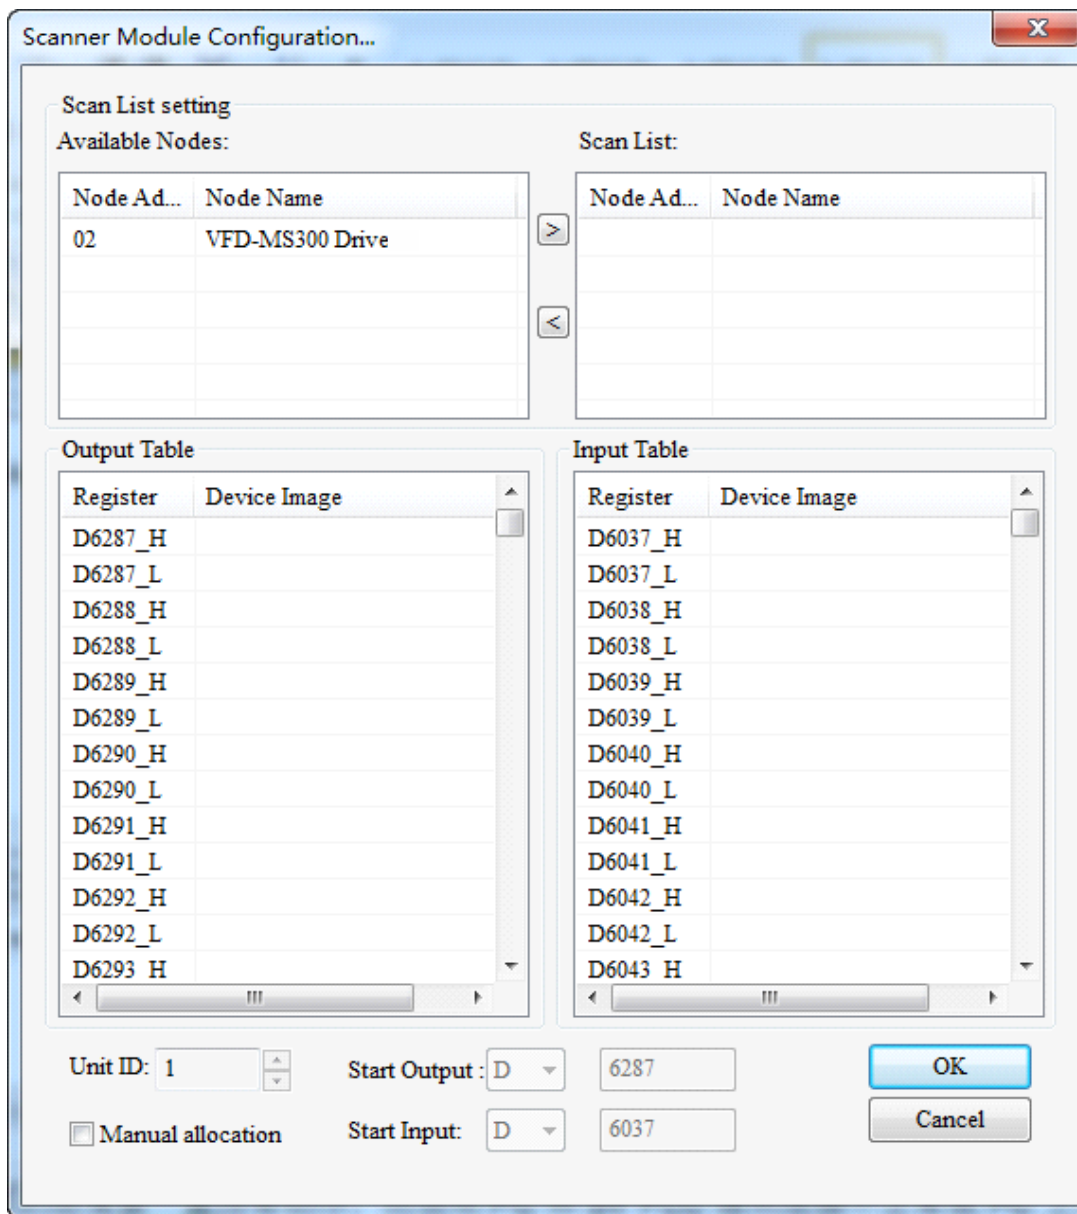 Scanner Module Configuration...
Scan List setting
Available Nodes:
Scan List:
Node Ad... Node Name
02 VFD-MS300 Drive
>
<
Node Ad... Node Name
Output Table
Register Device Image
D6287_H
D6287_L
D6288_H
D6288_L
D6289_H
D6289_L
D6290_H
D6290_L
D6291_H
D6291_L
D6292_H
D6292_L
D6293_H
Input Table
Register Device Image
D6037_H
D6037_L
D6038_H
D6038_L
D6039_H
D6039_L
D6040_H
D6040_L
D6041_H
D6041_L
D6042_H
D6042_L
D6043_H
Unit ID: 1
Start Output : D 6287
OK
Manual allocation
Start Input: D 6037
Cancel